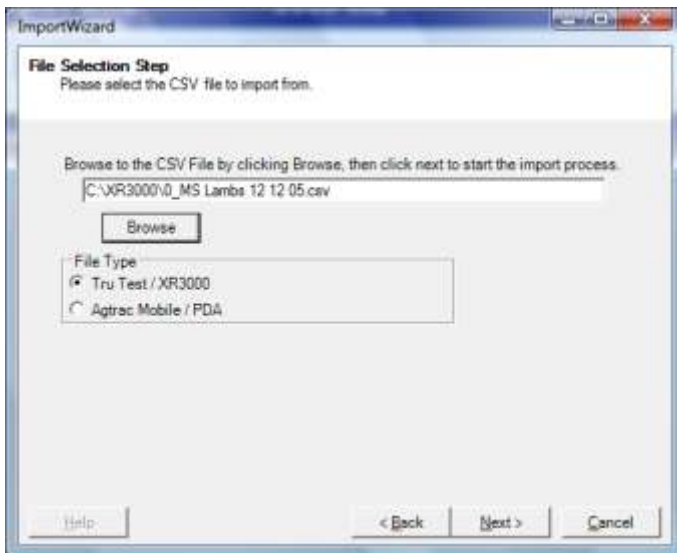 ImportWizard
File Selection Step
Please select the CSV file to import from.
Browse to the CSV File by clicking Browse, then click next to start the import process.
C:\XR3000\0_MS Lambs 12 12 05.csv
Browse
File Type
Tru Test / XR3000
Agtrac Mobile / PDA
Help
< Back
Next >
Cancel